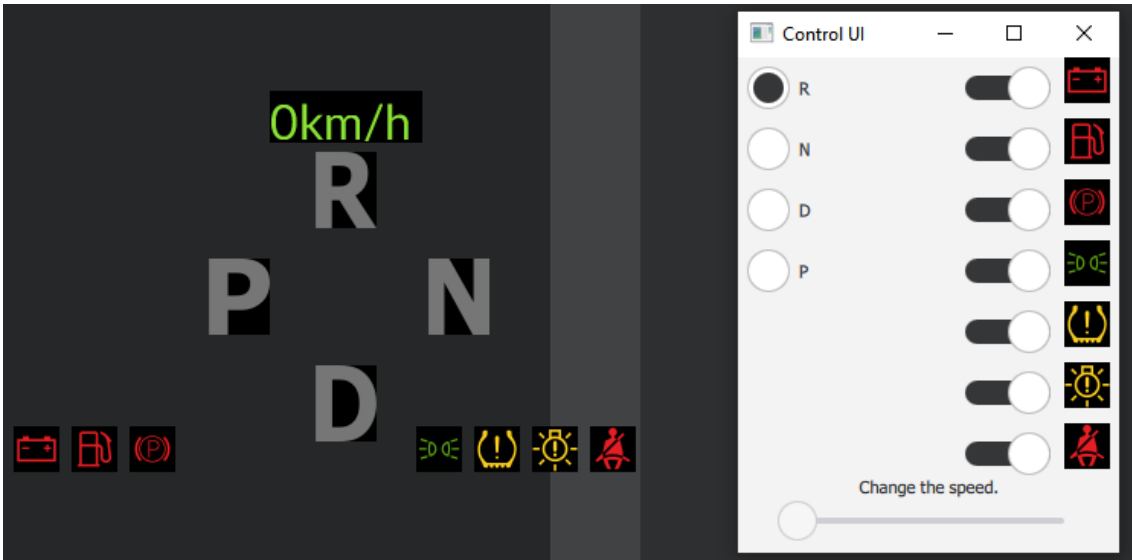 0km/h
R
P N
D
(P)
Control UI
R
N
D
P
(P)
Change the speed.